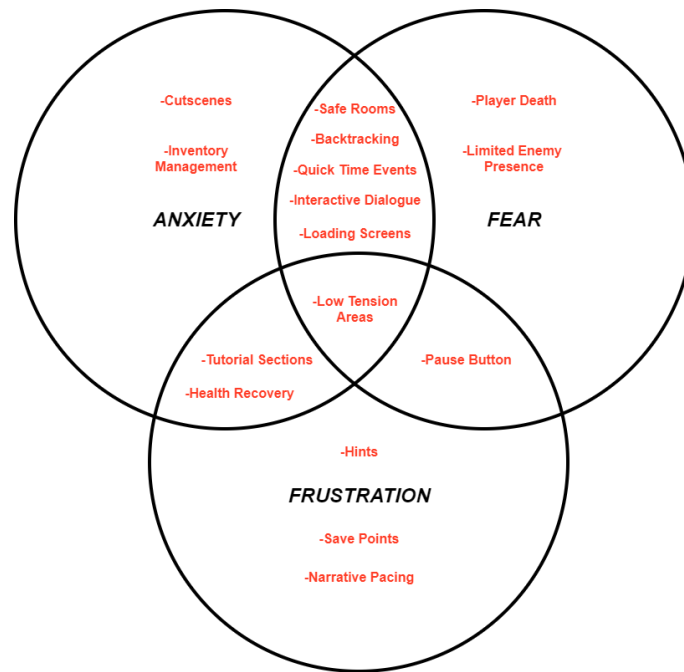 -Cutscenes
-Inventory
Management
ANXIETY
-Safe Rooms
-Backtracking
-Quick Time Events
-Interactive Dialogue
-Loading Screens
-Player Death
-Limited Enemy
Presence
FEAR
-Low Tension
Areas
-Tutorial Sections
-Health Recovery
-Pause Button
-Hints
FRUSTRATION
-Save Points
-Narrative Pacing